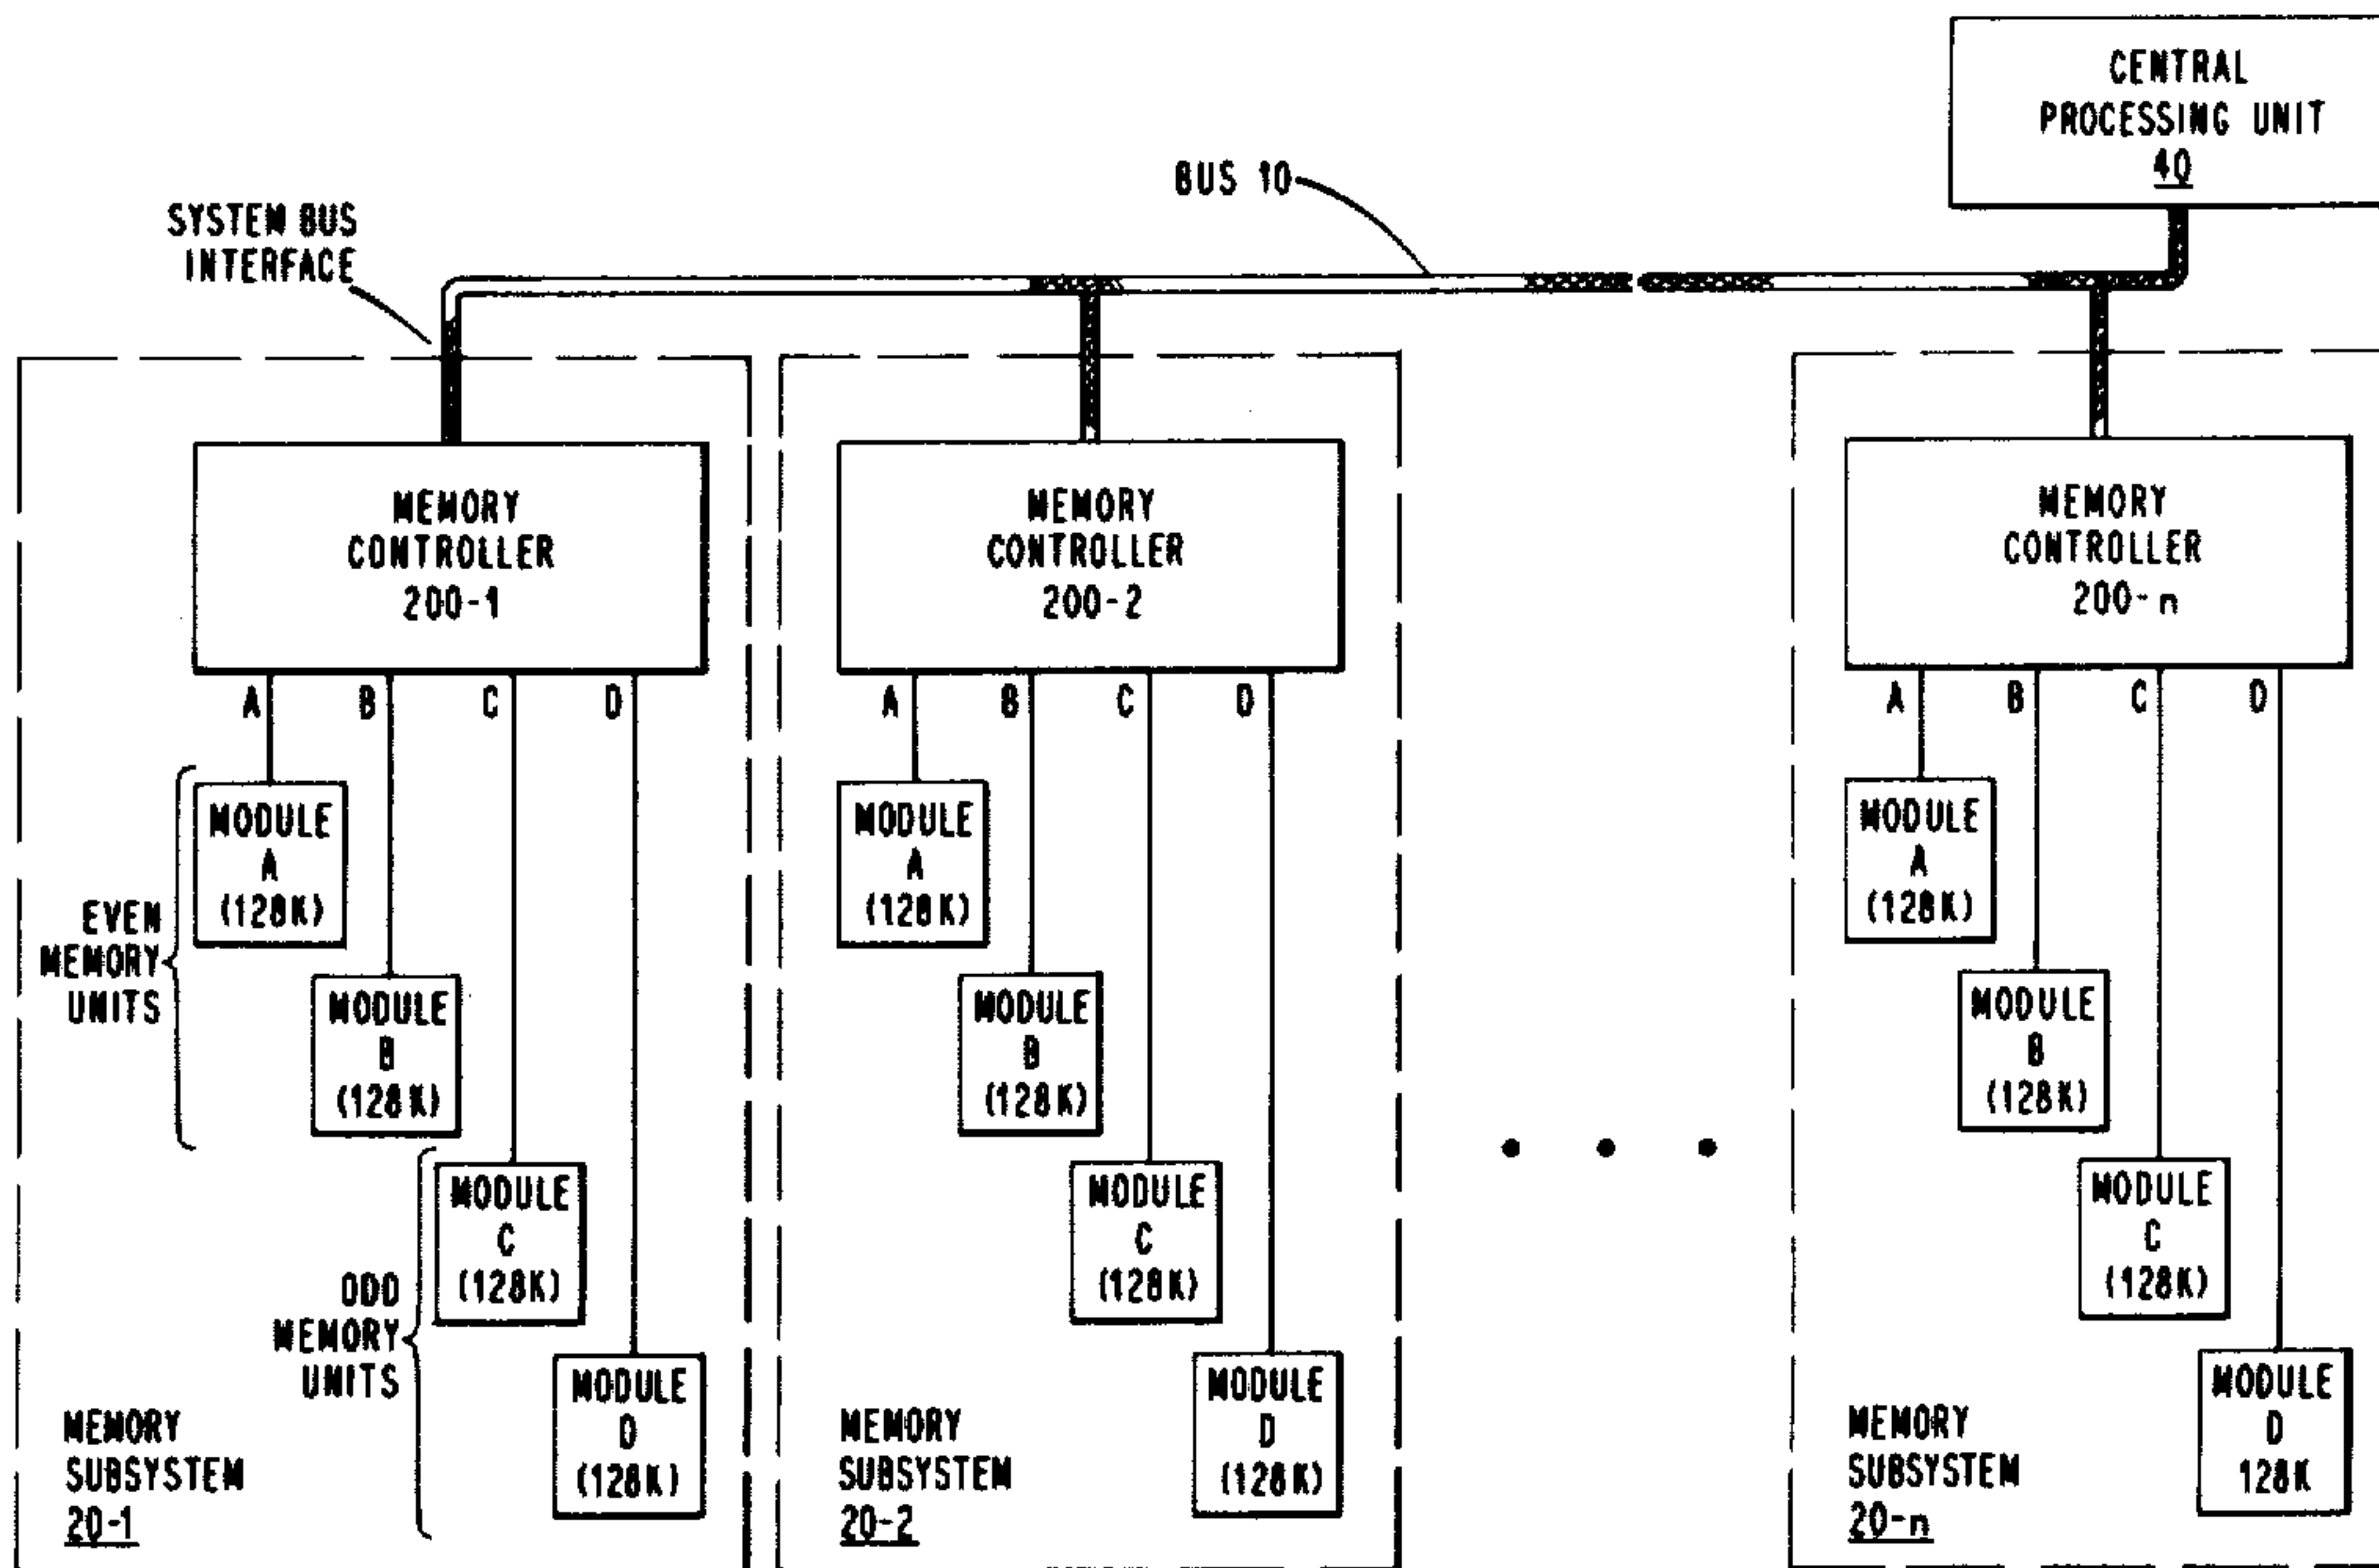 CENTRAL
PROCESSING UNIT
40
BUS 10
SYSTEM BUS
INTERFACE
MEMORY
CONTROLLER
200-1
A B C D
MODULE
A
(128K)
EVEN
MEMORY
UNITS
MODULE
B
(128K)
MODULE
C
(128K)
ODD
MEMORY
UNITS
MODULE
D
(128K)
MEMORY
SUBSYSTEM
20-1
MEMORY
CONTROLLER
200-2
A B C D
MODULE
A
(128K)
MODULE
B
(128K)
MODULE
C
(128K)
MODULE
D
(128K)
MEMORY
SUBSYSTEM
20-2
MEMORY
CONTROLLER
200-n
A B C D
MODULE
A
(128K)
MODULE
B
(128K)
MODULE
C
(128K)
MODULE
D
128K
MEMORY
SUBSYSTEM
20-n